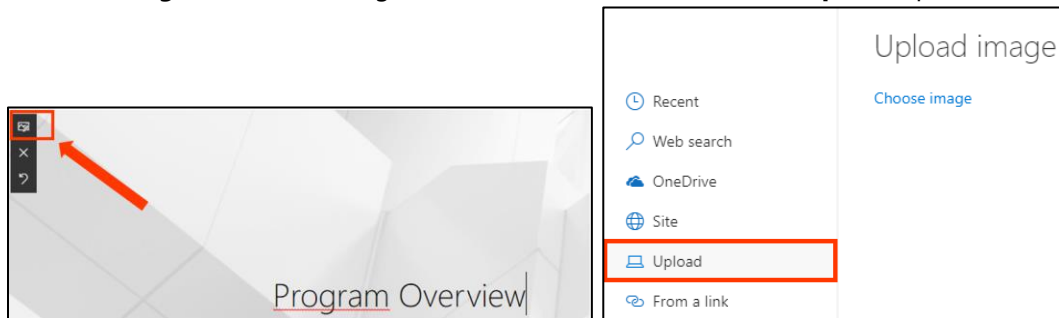 Program Overview
Upload image
Recent
Choose image
Web search
OneDrive
Site
Upload
From a link